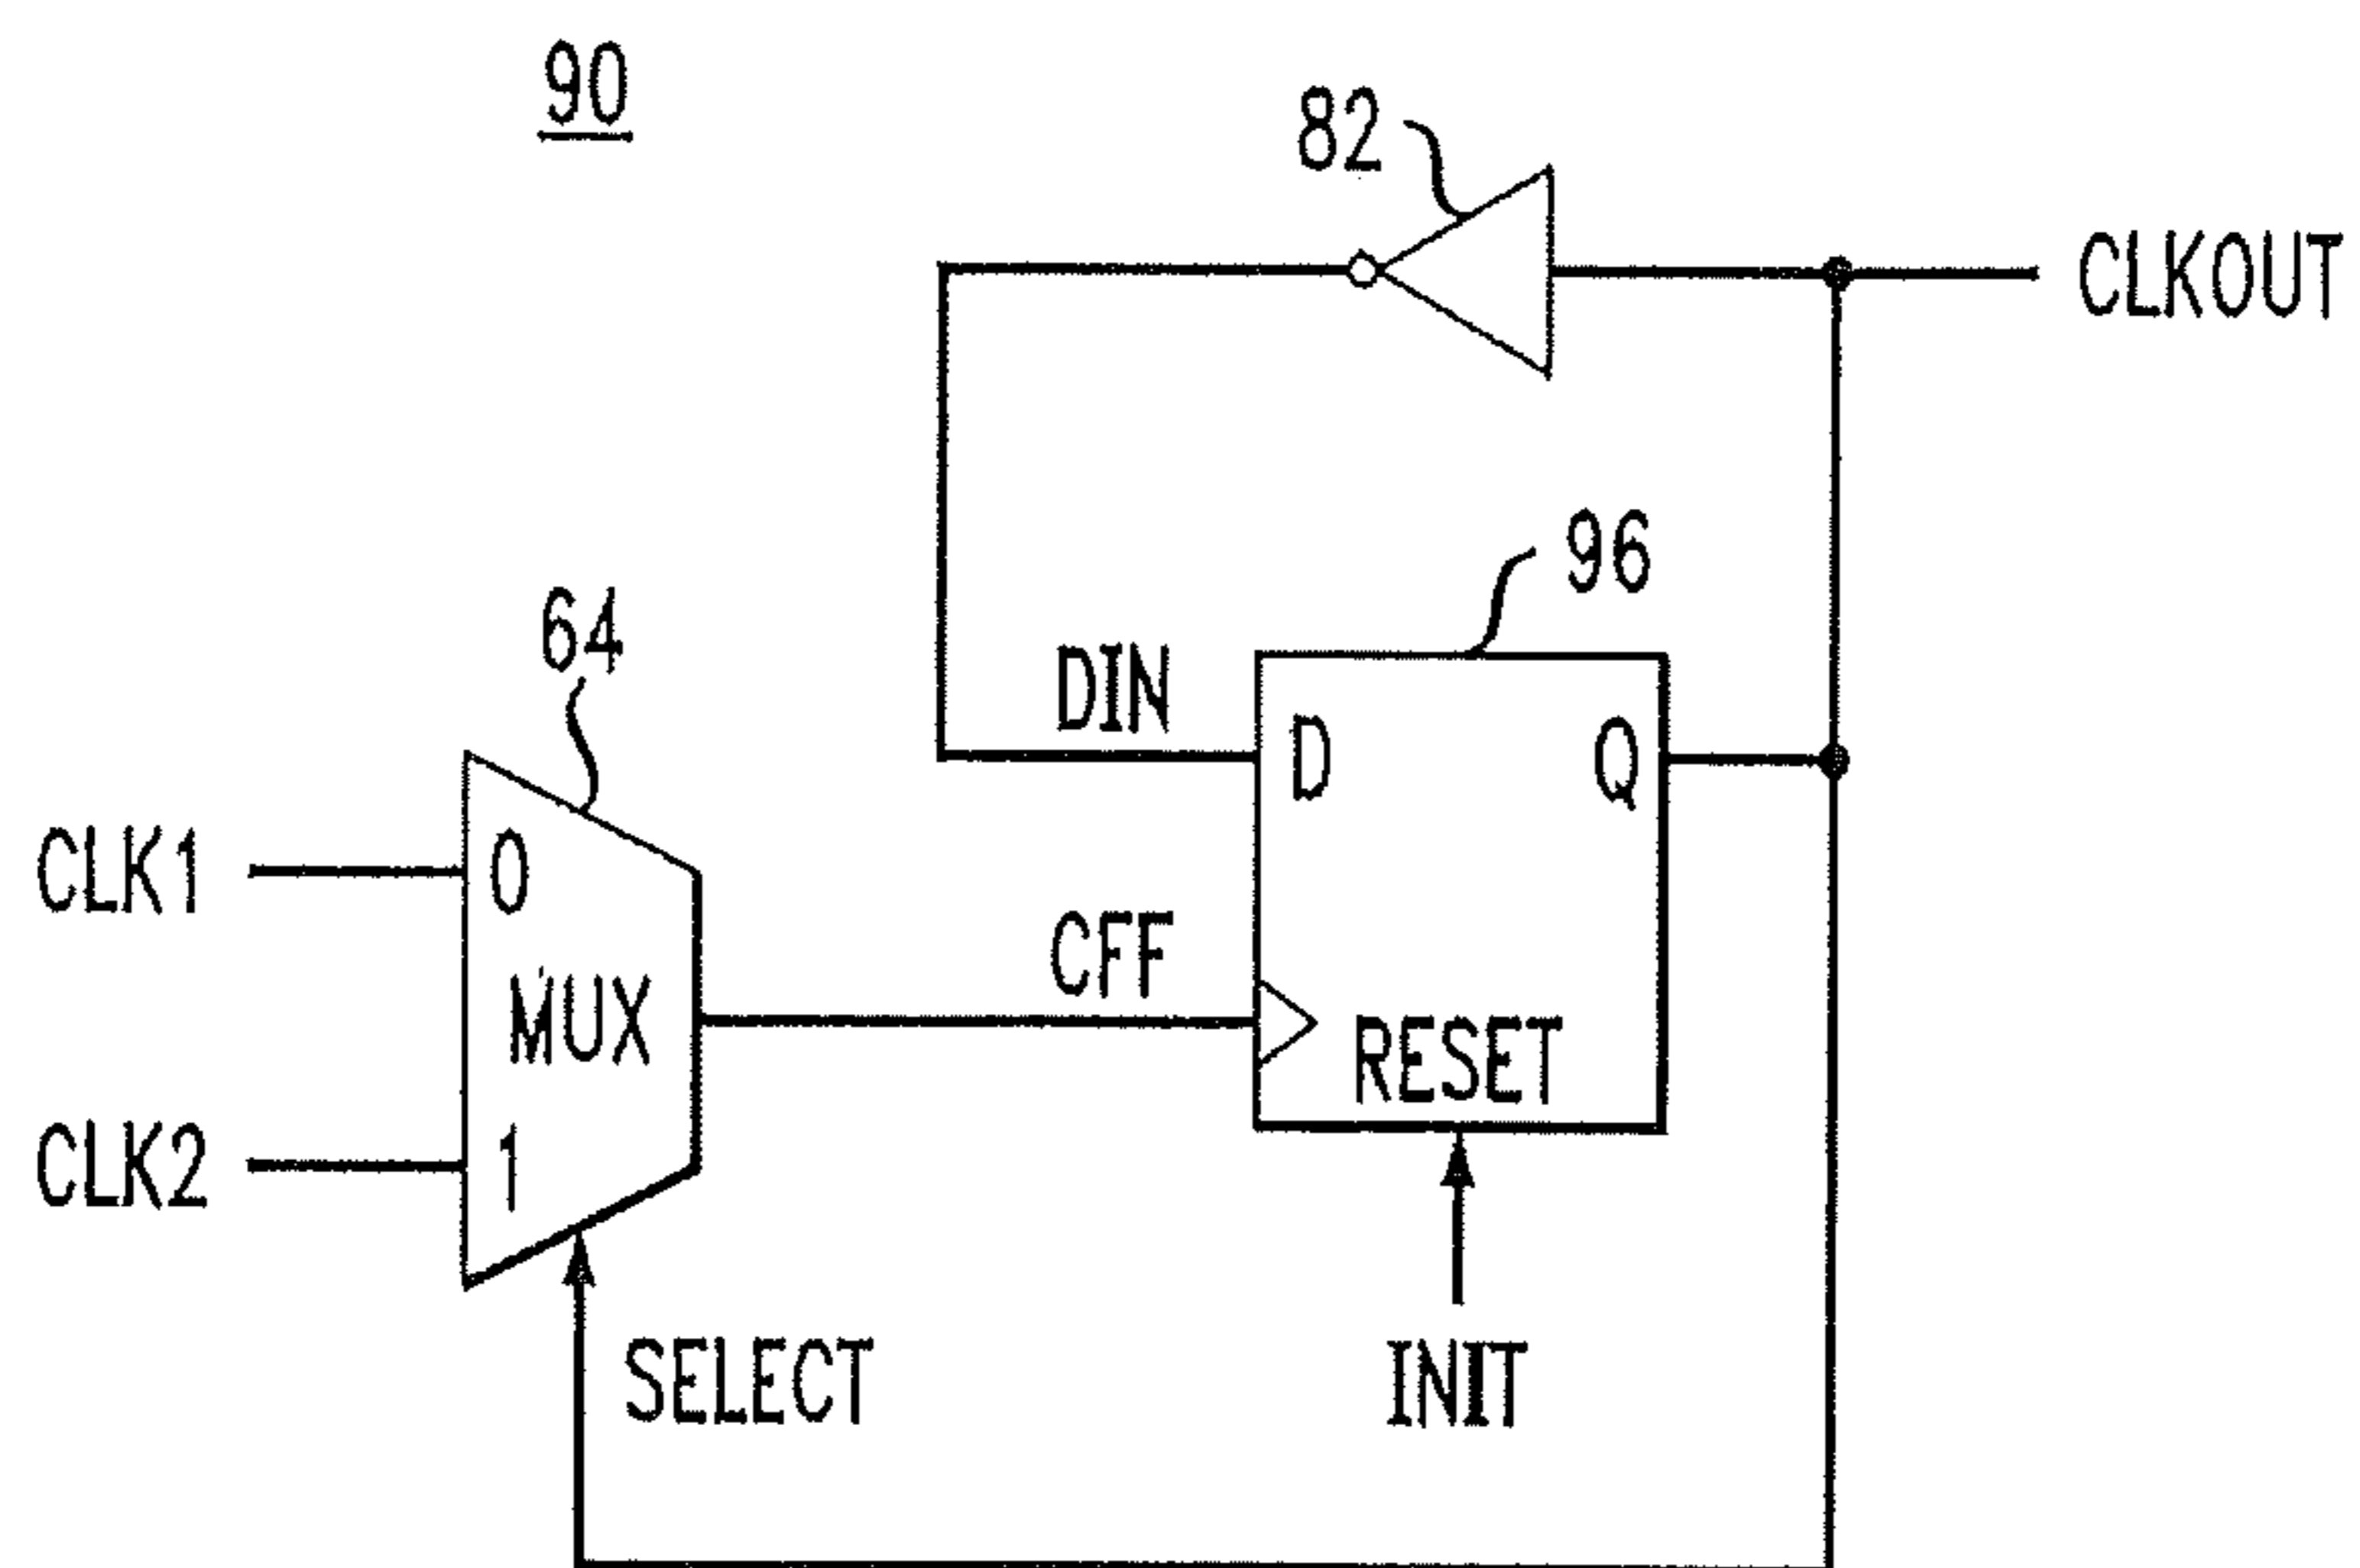 90
82
CLKOUT
96
64
DIN
D
Q
CLK1
0
CFF
MUX
RESET
CLK2
1
SELECT
INIT